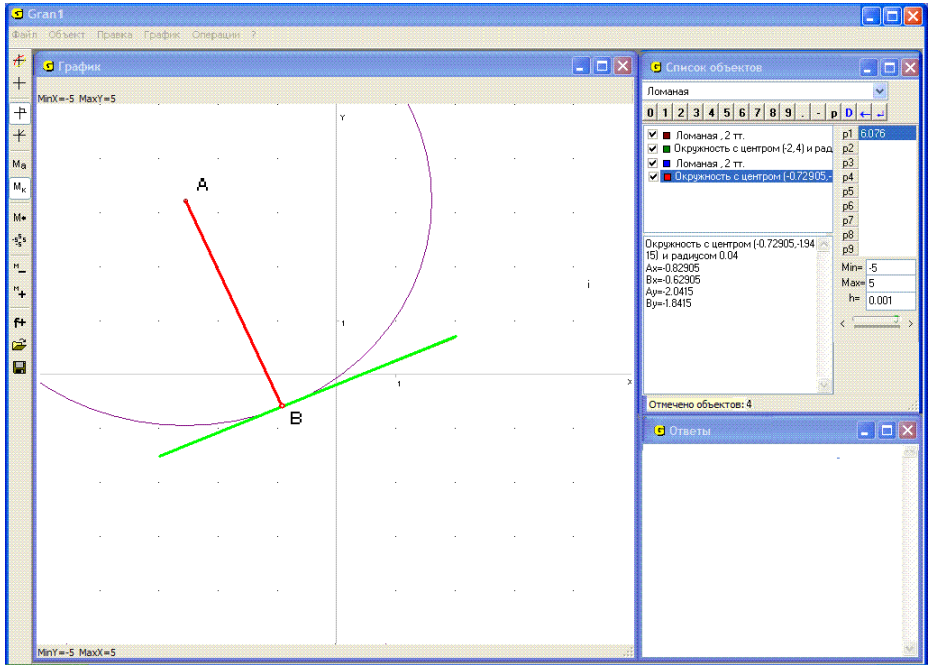 Gran1
Файл Объект Правка График Операции ?
График
MinX=-5 MaxY=5
Y
A
1
1
X
B
i
MinY=-5 MaxX=5
Ma
Mк
M*
M
M
f+
Список объектов
Ломаная
0 1 2 3 4 5 6 7 8 9 . - p D ← ↵
Ломаная , 2 тт.
Окружность с центром (-2,4) и рад
Ломаная , 2 тт.
Окружность с центром (-0.72905,-
p1 6.076
p2
p3
p4
p5
p6
p7
p8
p9
Окружность с центром (-0.72905,-1.94
15) и радиусом 0.04
Ax=-0.82905
Bx=-0.62905
Ay=-2.0415
By=-1.8415
Min= -5
Max= 5
h= 0.001
Отмечено объектов: 4
Ответы